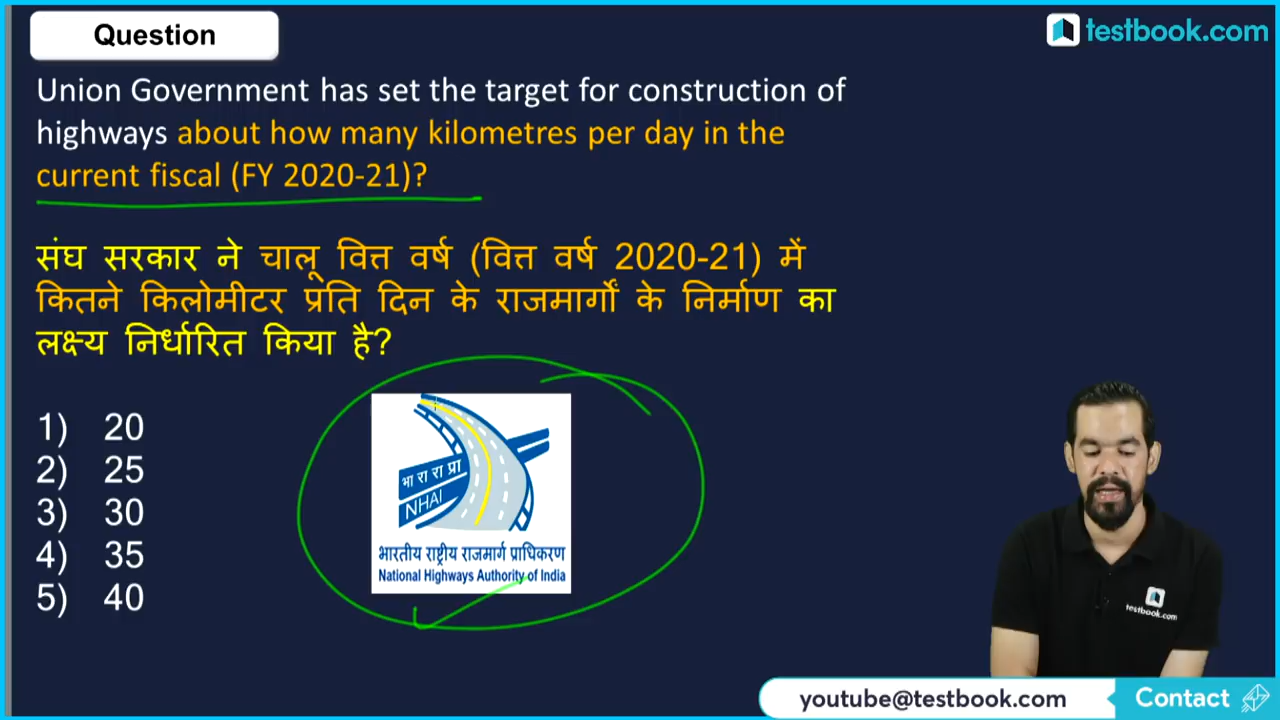 Question
testbook.com
Union Government has set the target for construction of
highways about how many kilometres per day in the
current fiscal (FY 2020-21)?
संघ सरकार ने चालू वित्त वर्ष (वित्त वर्ष 2020-21) में
कितने किलोमीटर प्रति दिन के राजमार्गों के निर्माण का
लक्ष्य निर्धारित किया है?
1) 20
2) 25
3) 30
4) 35
5) 40
भा रा रा प्रा
NHAI
भारतीय राष्ट्रीय राजमार्ग प्राधिकरण
National Highways Authority of India
testbook.com
youtube@testbook.com
Contact